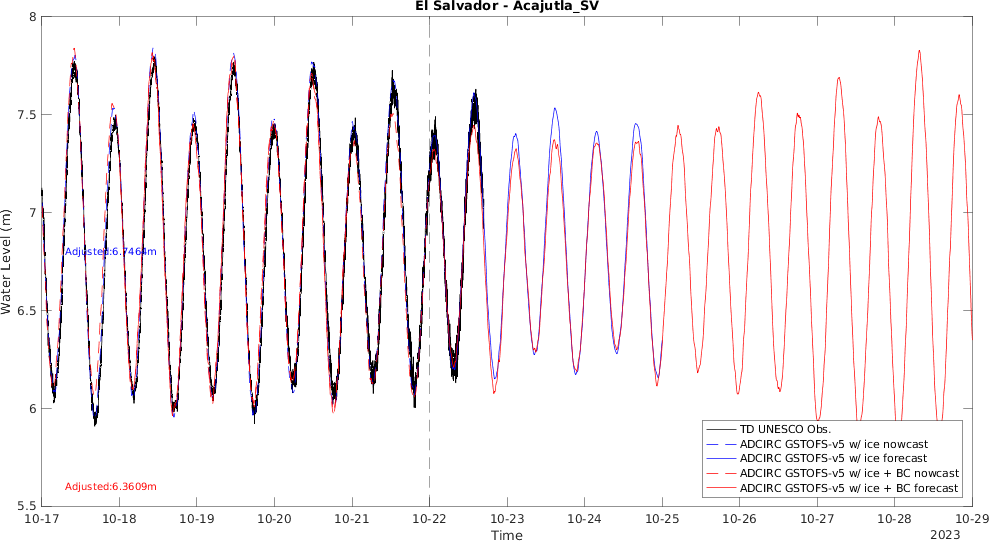 El Salvador - Acajutla_SV
8
7.5
7
6.5
6
5.5
Water Level (m)
Adjusted:6.7464m
Adjusted:6.3609m
TD UNESCO Obs.
ADCIRC GSTOFS-v5 w/ ice nowcast
ADCIRC GSTOFS-v5 w/ ice forecast
ADCIRC GSTOFS-v5 w/ ice + BC nowcast
ADCIRC GSTOFS-v5 w/ ice + BC forecast
10-17 10-18 10-19 10-20 10-21 10-22 10-23 10-24 10-25 10-26 10-27 10-28 10-29
Time
2023